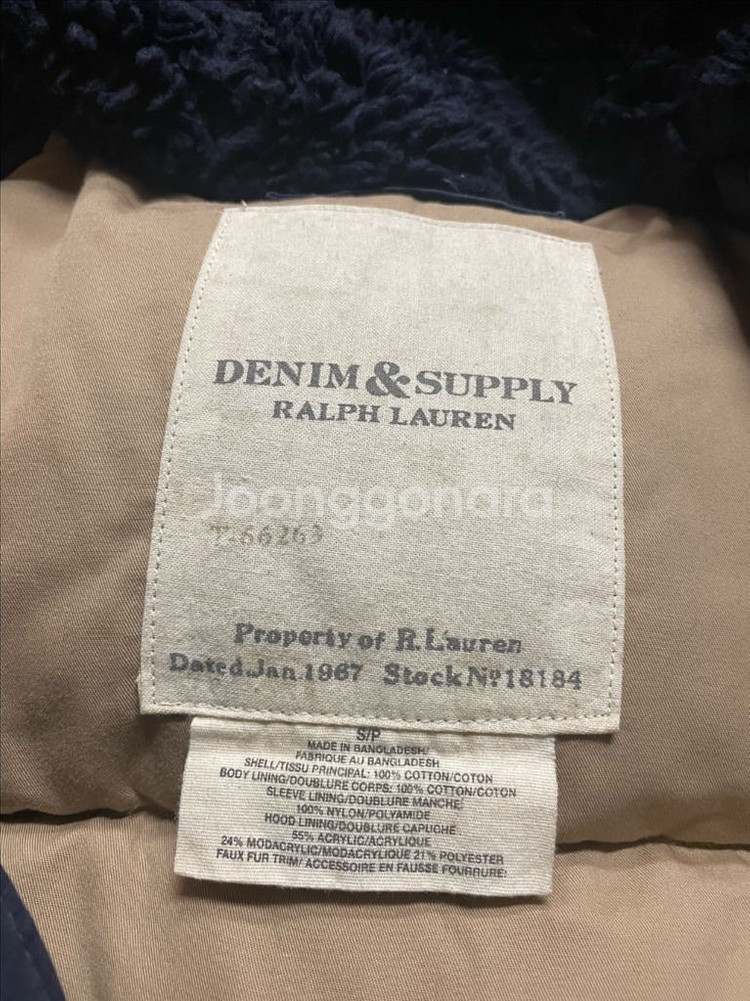 DENIM & SUPPLY
RALPH LAUREN
Joonggonara
T. 66263
Property of R. Lauren
Dated Jan 1967 Stock Nº 18184
S/P
MADE IN BANGLADESH/
FABRIQUE AU BANGLADESH
SHELL/TISSU PRINCIPAL: 100% COTTON/COTON
BODY LINING/DOUBLURE CORPS: 100% COTTON/COTON
SLEEVE LINING/DOUBLURE MANCHE:
100% NYLON/POLYAMIDE
HOOD LINING/DOUBLURE CAPUCHE
55% ACRYLIC/ACRYLIQUE
24% MODACRYLIC/MODACRYLIQUE 21% POLYESTER
FAUX FUR TRIM/ ACCESSOIRE EN FAUSSE FOURRURE